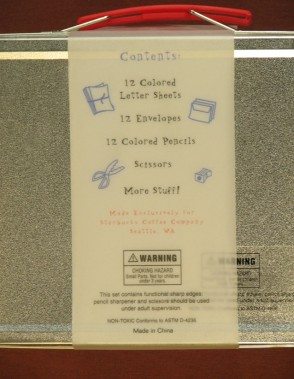 Contents:
12 Colored
Letter Sheets
12 Envelopes
12 Colored Pencils
Scissors
More Stuff!
Made Exclusively for
Starbucks Coffee Company
Seattle, WA
WARNING
CHOKING HAZARD
Small Parts. Not for children
under 3 years.
This set contains functional sharp edges:
pencil sharpener and scissors should be used
under adult supervision
NON-TOXIC Conforms to ASTM D-4236
Made in China
WARNING